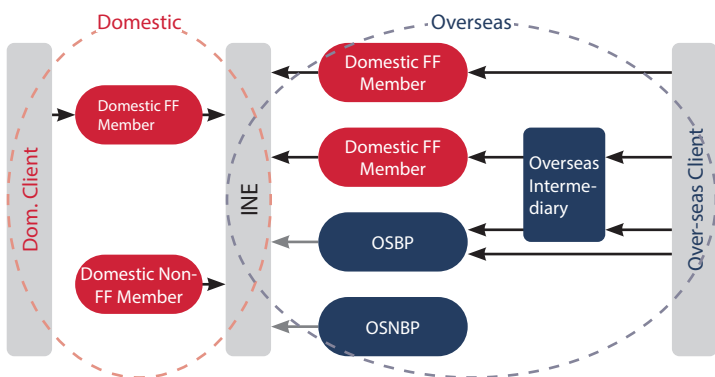 Domestic
Overseas
Dom. Client
Domestic FF
Member
Domestic Non-
FF Member
INE
Domestic FF
Member
Domestic FF
Member
OSBP
OSNBP
Overseas
Interme-
diary
Over-seas Client